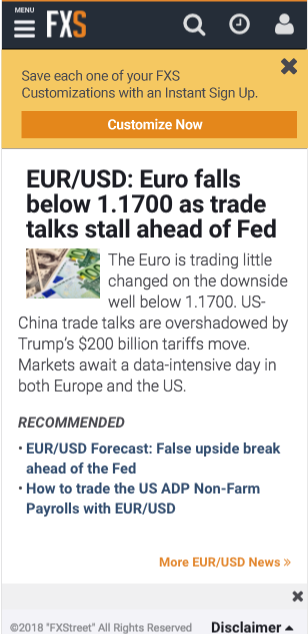 MENU
FXS
Save each one of your FXS
Customizations with an Instant Sign Up.
Customize Now
EUR/USD: Euro falls
below 1.1700 as trade
talks stall ahead of Fed
The Euro is trading little
changed on the downside
well below 1.1700. US-
China trade talks are overshadowed by
Trump's $200 billion tariffs move.
Markets await a data-intensive day in
both Europe and the US.
RECOMMENDED
• EUR/USD Forecast: False upside break
ahead of the Fed
• How to trade the US ADP Non-Farm
Payrolls with EUR/USD
More EUR/USD News »
©2018 "FXStreet" All Rights Reserved Disclaimer